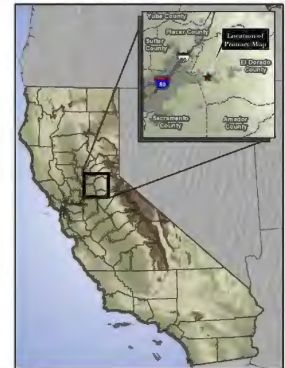 Yuba County
Placer County
Location of
Primary Map
Sutter
County
El Dorado
County
80
Sacramento
County
Amador
County